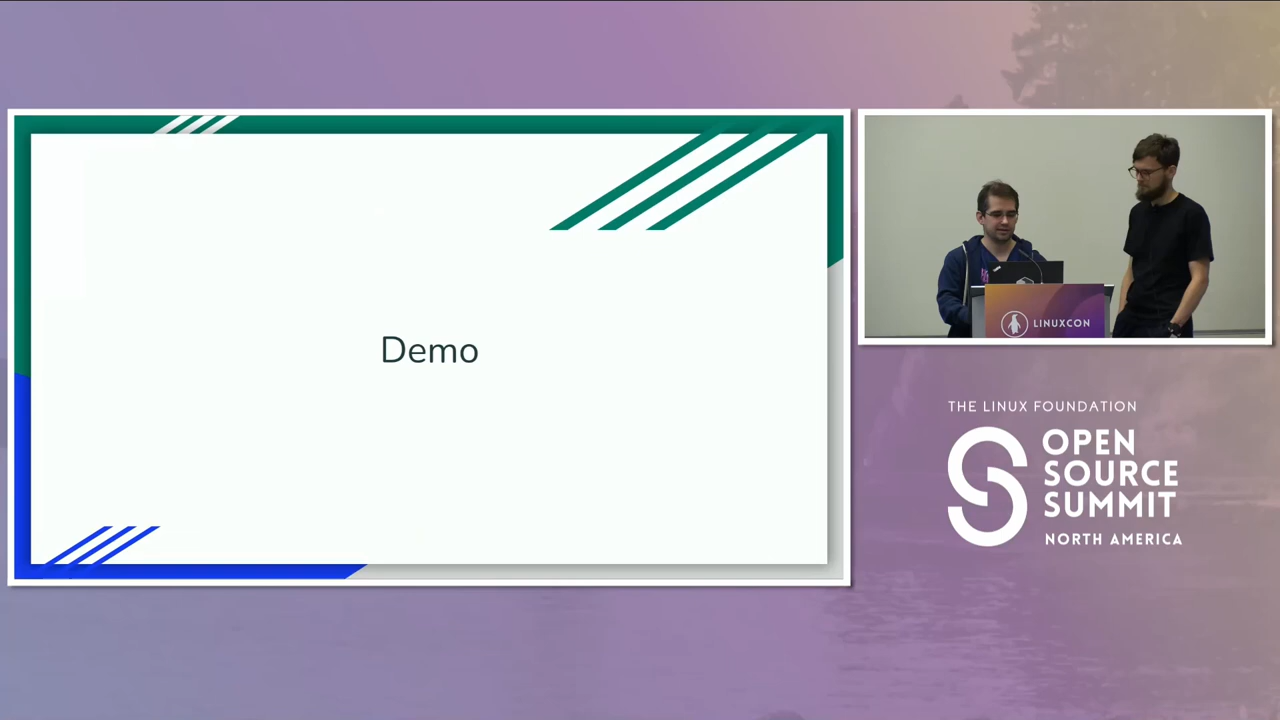 Demo
LINUXCON
THE LINUX FOUNDATION
OPEN
SOURCE
SUMMIT
NORTH AMERICA